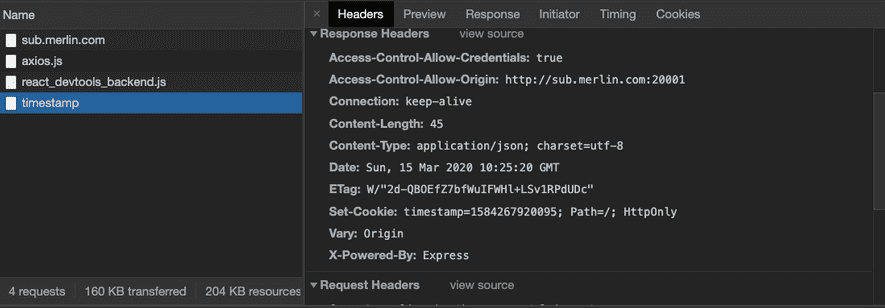 Name
sub.merlin.com
axios.js
react_devtools_backend.js
timestamp
4 requests 160 KB transferred 204 KB resources
× Headers Preview Response Initiator Timing Cookies
▼ Response Headers view source
Access-Control-Allow-Credentials: true
Access-Control-Allow-Origin: http://sub.merlin.com:20001
Connection: keep-alive
Content-Length: 45
Content-Type: application/json; charset=utf-8
Date: Sun, 15 Mar 2020 10:25:20 GMT
ETag: W/"2d-QBOEfZ7bfWuIFWHl+LSv1RPdUDc"
Set-Cookie: timestamp=1584267920095; Path=/; HttpOnly
Vary: Origin
X-Powered-By: Express
▼ Request Headers view source